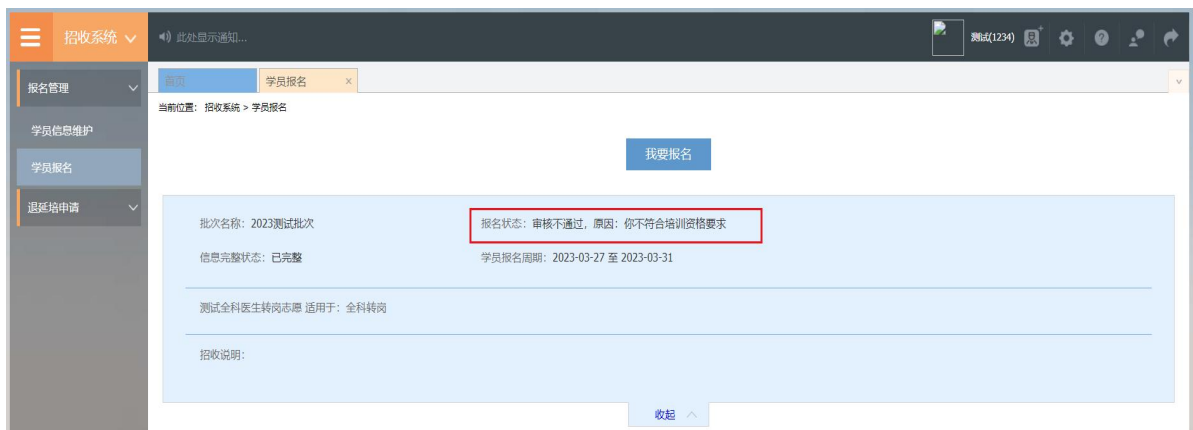 招收系统
此处显示通知...
测试(1234)
报名管理
首页
学员报名 ×
当前位置：招收系统 > 学员报名
学员信息维护
我要报名
学员报名
退延培申请
批次名称：2023测试批次
报名状态：审核不通过，原因：你不符合培训资格要求
信息完整状态：已完整
学员报名周期：2023-03-27 至 2023-03-31
测试全科医生转岗志愿 适用于：全科转岗
招收说明：
收起